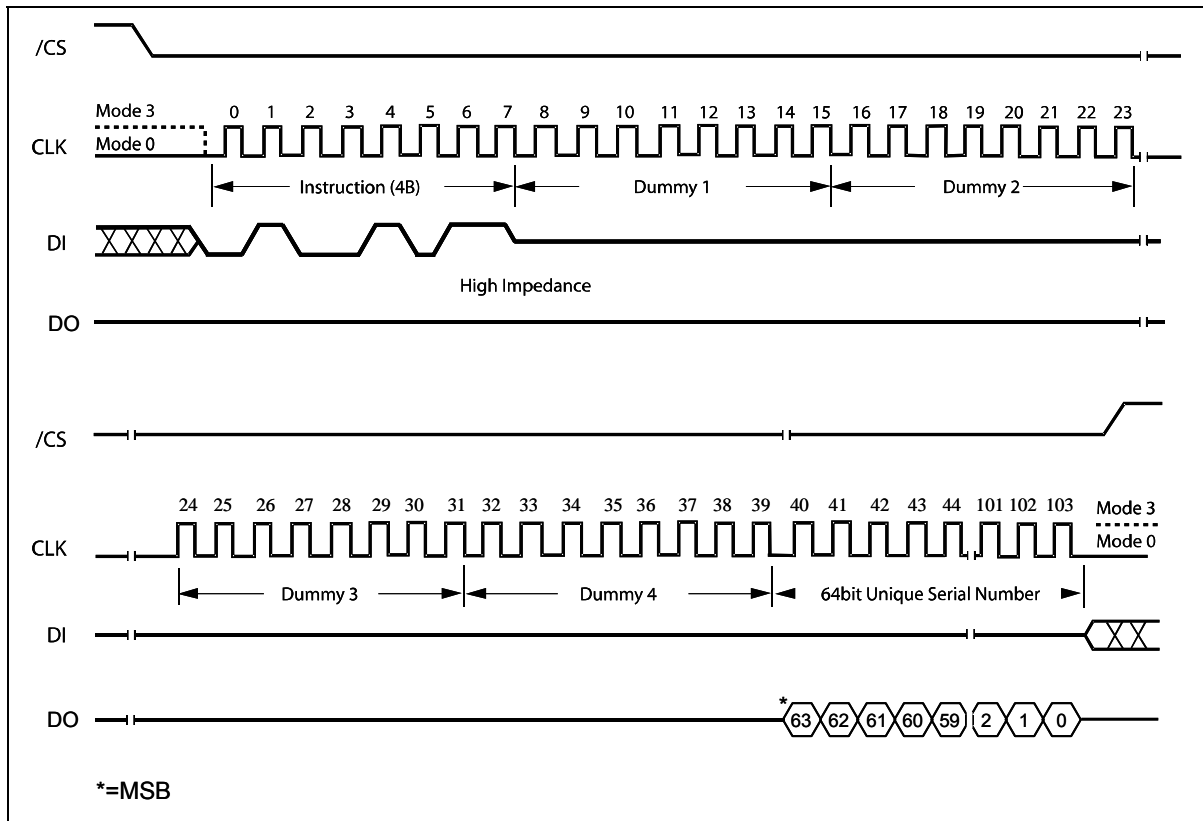 /CS
Mode 3
0 1 2 3 4 5 6 7 8 9 10 11 12 13 14 15 16 17 18 19 20 21 22 23
CLK
Mode 0
Instruction (4B) Dummy 1 Dummy 2
DI
High Impedance
DO
/CS
24 25 26 27 28 29 30 31 32 33 34 35 36 37 38 39 40 41 42 43 44 101 102 103
Mode 3
CLK
Mode 0
Dummy 3 Dummy 4 64bit Unique Serial Number
DI
*
DO 63 62 61 60 59 2 1 0
*=MSB